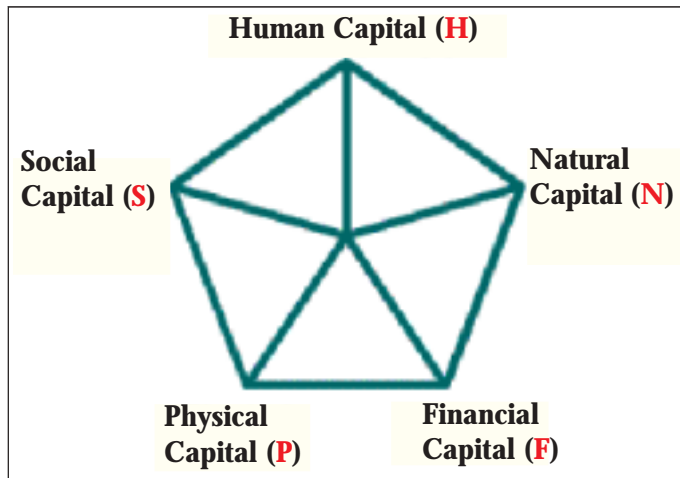 Human Capital (H)
Social
Capital (S)
Natural
Capital (N)
Physical
Capital (P)
Financial
Capital (F)